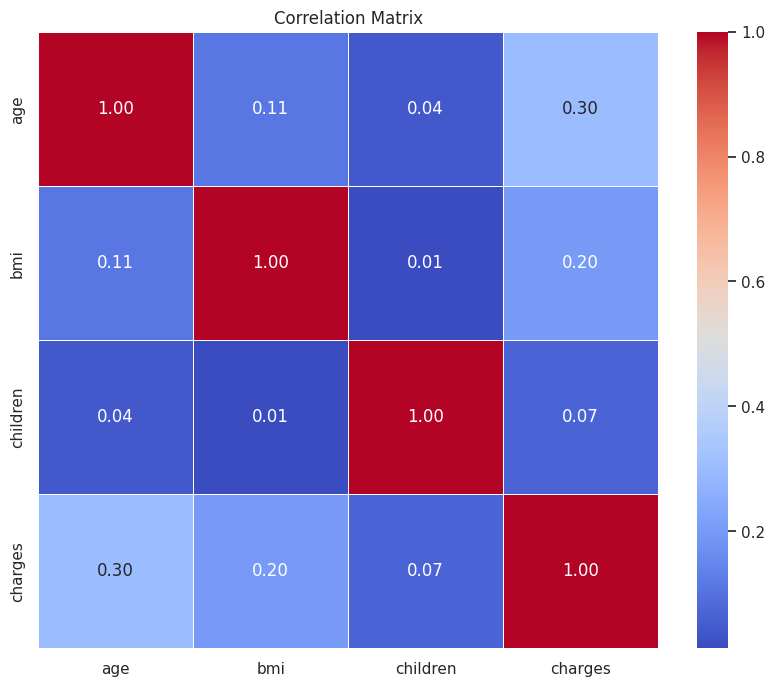 Correlation Matrix
age 1.00 0.11 0.04 0.30
bmi 0.11 1.00 0.01 0.20
children 0.04 0.01 1.00 0.07
charges 0.30 0.20 0.07 1.00
age bmi children charges
1.0
0.8
0.6
0.4
0.2